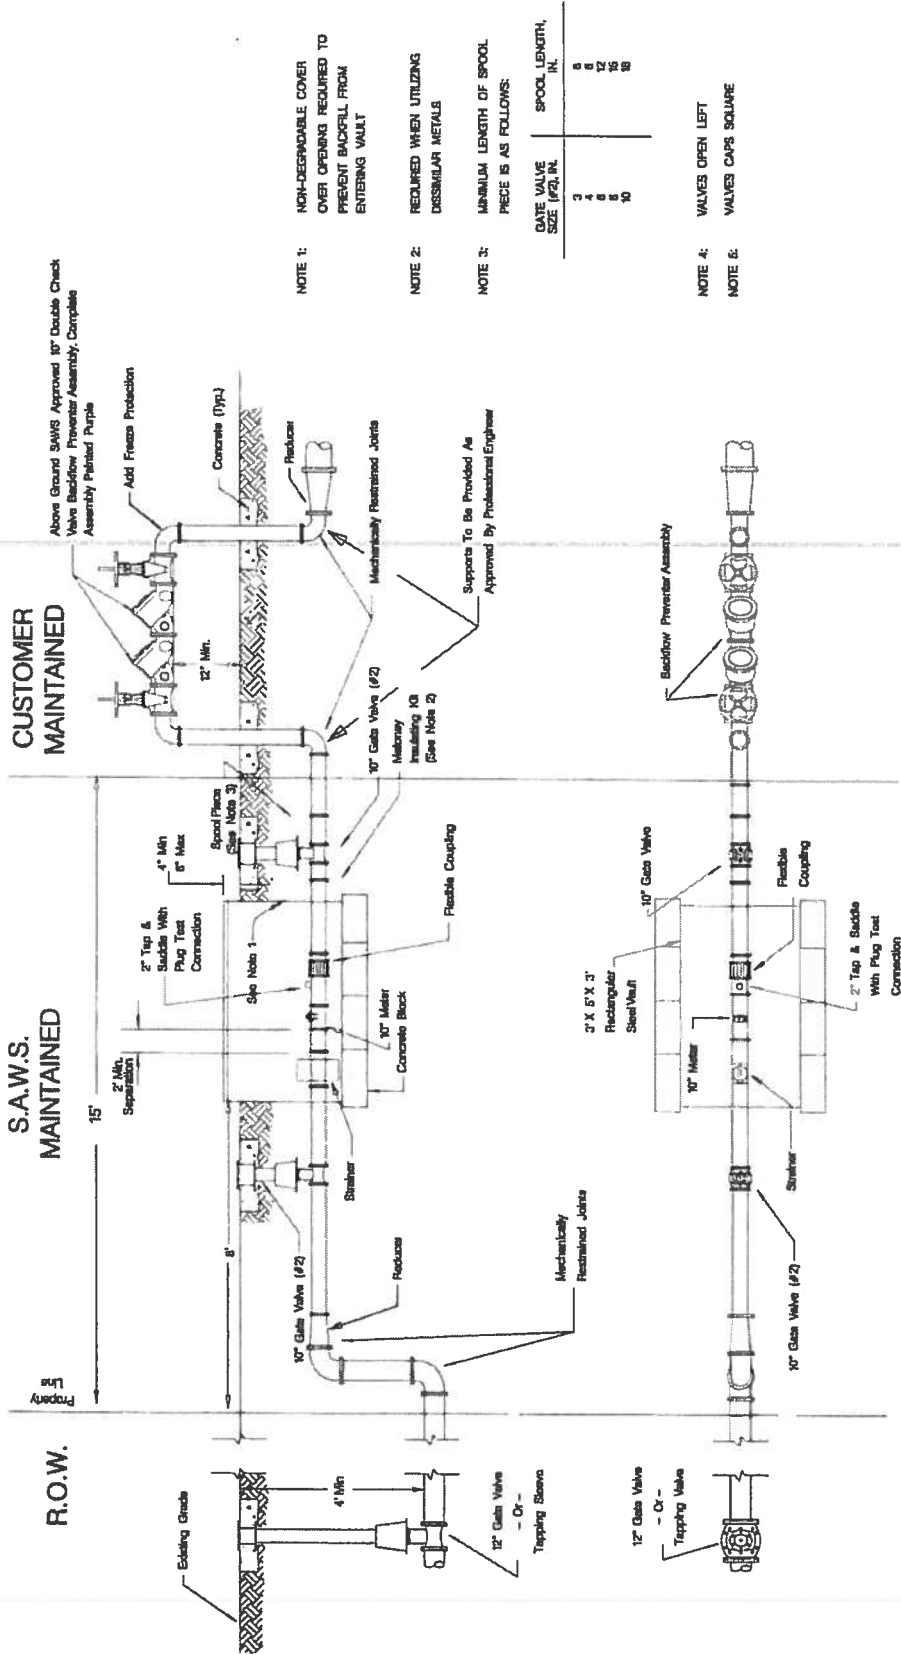 R.O.W.
S.A.W.S.
MAINTAINED
CUSTOMER
MAINTAINED
Property
Line
15'
8'
Existing Grade
4' Min
12" Gate Valve
- Or -
Tapping Sleeve
10" Gate Valve (#2)
Reducer
Mechanically
Restrained Joints
Strainer
2' Min.
Separation
2" Tap &
Saddle With
Plug Test
Connection
4" Min
6" Max
See Note 1
10" Meter
Concrete Block
Flexible Coupling
Spool Piece
(See Note 3)
10" Gate Valve (#2)
Maloney
Insulating Kit
(See Note 2)
12" Min.
Above Ground SAWS Approved 10" Double Check
Valve Backflow Preventer Assembly. Complete
Assembly Painted Purple
Add Freeze Protection
Concrete (Typ.)
Reducer
Mechanically Restrained Joints
Supports To Be Provided As
Approved By Professional Engineer
12" Gate Valve
- Or -
Tapping Valve
10" Gate Valve (#2)
Strainer
10" Meter
3' X 5' X 3'
Rectangular
Steel Vault
10" Gate Valve
Flexible
Coupling
2" Tap & Saddle
With Plug Test
Connection
Backflow Preventer Assembly
NOTE 1: NON-DEGRADABLE COVER
OVER OPENING REQUIRED TO
PREVENT BACKFILL FROM
ENTERING VAULT
NOTE 2: REQUIRED WHEN UTILIZING
DISSIMILAR METALS
NOTE 3: MINIMUM LENGTH OF SPOOL
PIECE IS AS FOLLOWS:
GATE VALVE
SIZE (#2), IN.
SPOOL LENGTH,
IN.
3
4
10
12
18
NOTE 4: VALVES OPEN LEFT
NOTE 5: VALVES CAPS SQUARE